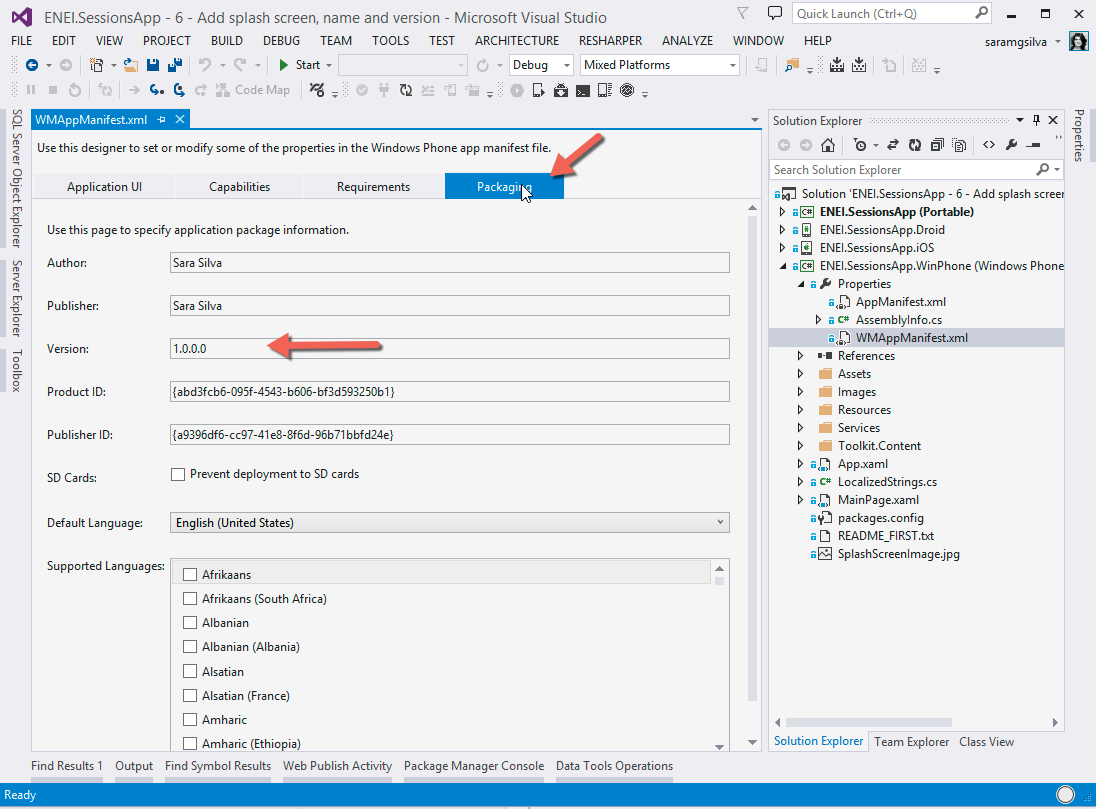 ENEI.SessionsApp - 6 - Add splash screen, name and version - Microsoft Visual Studio
Quick Launch (Ctrl+Q)
FILE EDIT VIEW PROJECT BUILD DEBUG TEAM TOOLS TEST ARCHITECTURE RESHARPER ANALYZE WINDOW HELP
saramgsilva
Start
Debug
Mixed Platforms
Code Map
SQL Server Object Explorer
Server Explorer
Toolbox
WMAppManifest.xml
Use this designer to set or modify some of the properties in the Windows Phone app manifest file.
Application UI
Capabilities
Requirements
Packaging
Use this page to specify application package information.
Author: Sara Silva
Publisher: Sara Silva
Version: 1.0.0.0
Product ID: {abd3fcb6-095f-4543-b606-bf3d593250b1}
Publisher ID: {a9396df6-cc97-41e8-8f6d-96b71bbfd24e}
SD Cards: Prevent deployment to SD cards
Default Language: English (United States)
Supported Languages:
Afrikaans
Afrikaans (South Africa)
Albanian
Albanian (Albania)
Alsatian
Alsatian (France)
Amharic
Amharic (Ethiopia)
Solution Explorer
Search Solution Explorer
Solution 'ENEI.SessionsApp - 6 - Add splash screen
C# ENEI.SessionsApp (Portable)
ENEI.SessionsApp.Droid
ENEI.SessionsApp.iOS
C# ENEI.SessionsApp.WinPhone (Windows Phone
Properties
AppManifest.xml
C# AssemblyInfo.cs
WMAppManifest.xml
References
Assets
Images
Resources
Services
Toolkit.Content
App.xaml
C# LocalizedStrings.cs
MainPage.xaml
packages.config
README_FIRST.txt
SplashScreenImage.jpg
Solution Explorer Team Explorer Class View
Properties
Find Results 1 Output Find Symbol Results Web Publish Activity Package Manager Console Data Tools Operations
Ready